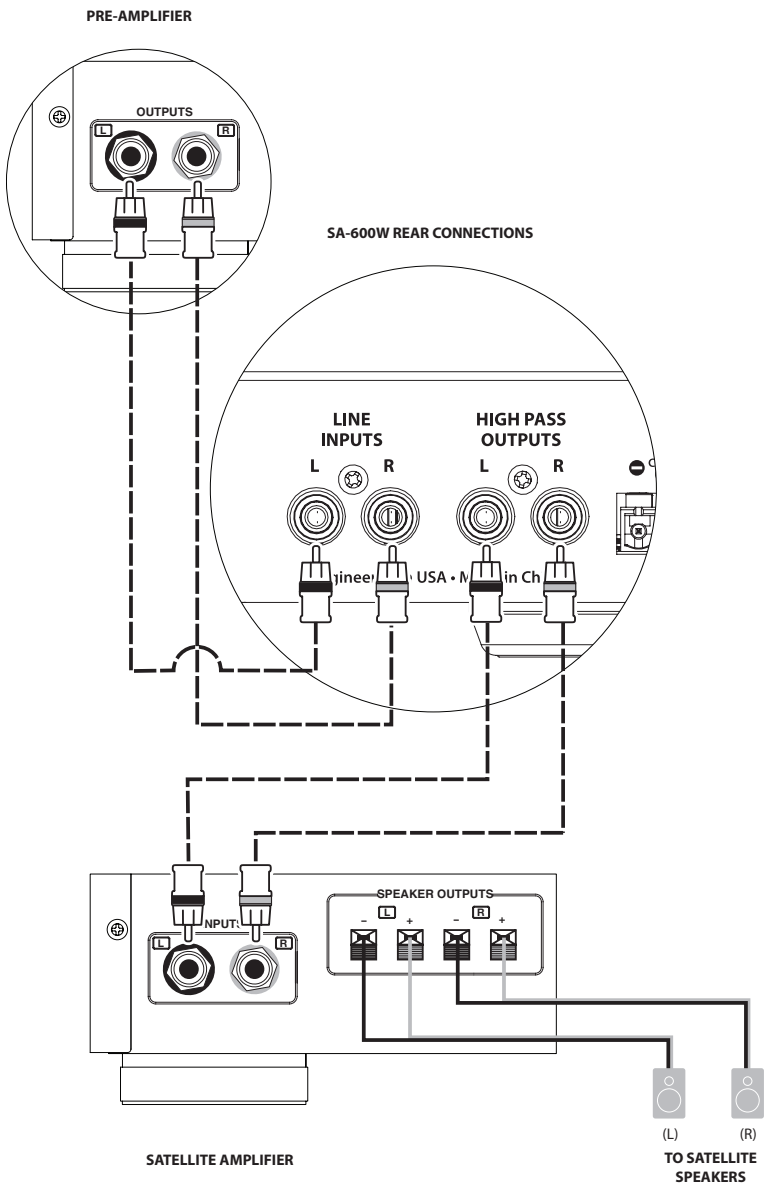 PRE-AMPLIFIER
OUTPUTS
L R
SA-600W REAR CONNECTIONS
LINE
INPUTS
HIGH PASS
OUTPUTS
L R L R
USA •
SPEAKER OUTPUTS
L R
– + – +
L R
(L) (R)
SATELLITE AMPLIFIER
TO SATELLITE
SPEAKERS